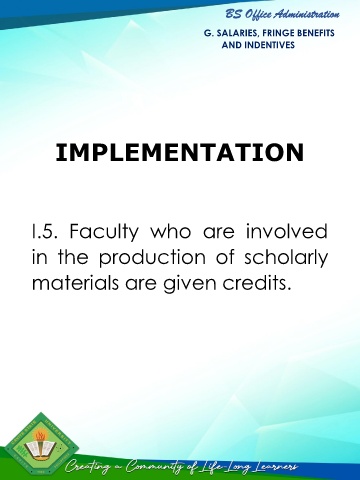 BS Office Administration
G. SALARIES, FRINGE BENEFITS
AND INDENTIVES
IMPLEMENTATION
I.5. Faculty who are involved
in the production of scholarly
materials are given credits.
Creating a Community of Life-Long Learners